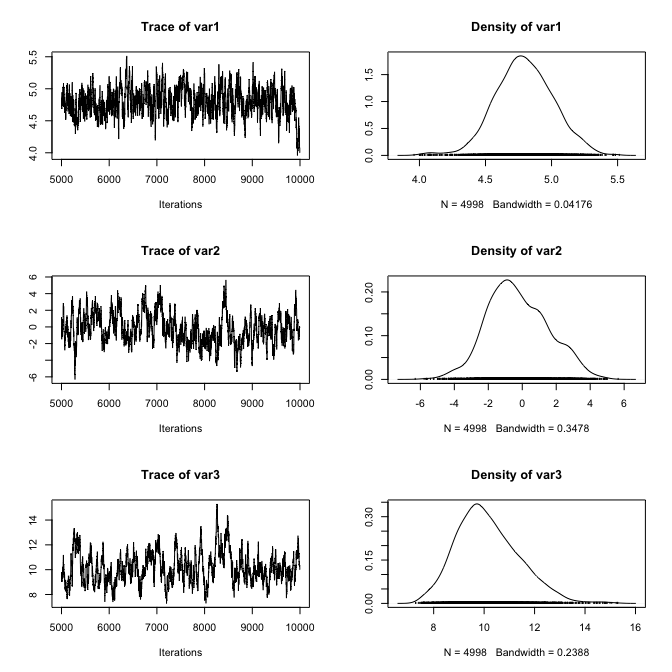 Trace of var1
4.0 4.5 5.0 5.5
5000 6000 7000 8000 9000 10000
Iterations
Density of var1
0.0 0.5 1.0 1.5
4.0 4.5 5.0 5.5
N = 4998 Bandwidth = 0.04176
Trace of var2
-6 -2 0 2 4 6
5000 6000 7000 8000 9000 10000
Iterations
Density of var2
0.00 0.10 0.20
-6 -4 -2 0 2 4 6
N = 4998 Bandwidth = 0.3478
Trace of var3
8 10 12 14
5000 6000 7000 8000 9000 10000
Iterations
Density of var3
0.00 0.15 0.30
8 10 12 14 16
N = 4998 Bandwidth = 0.2388